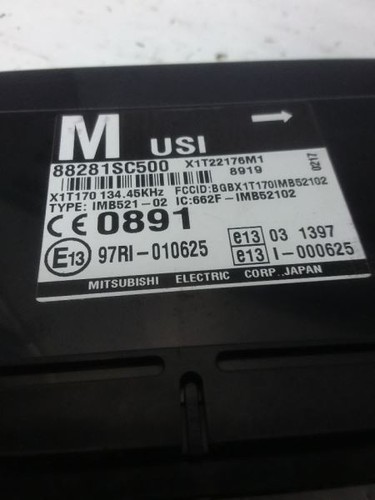 M USI
88281SC500 X1T22176M1
8919
0217
X1T170 134.45KHz FCCID:BGBX1T170IMB52102
TYPE: IMB521-02 IC:662F-IMB52102
CE 0891
E13 97RI-010625
e13 03 1397
e13 I-000625
MITSUBISHI ELECTRIC CORP. JAPAN